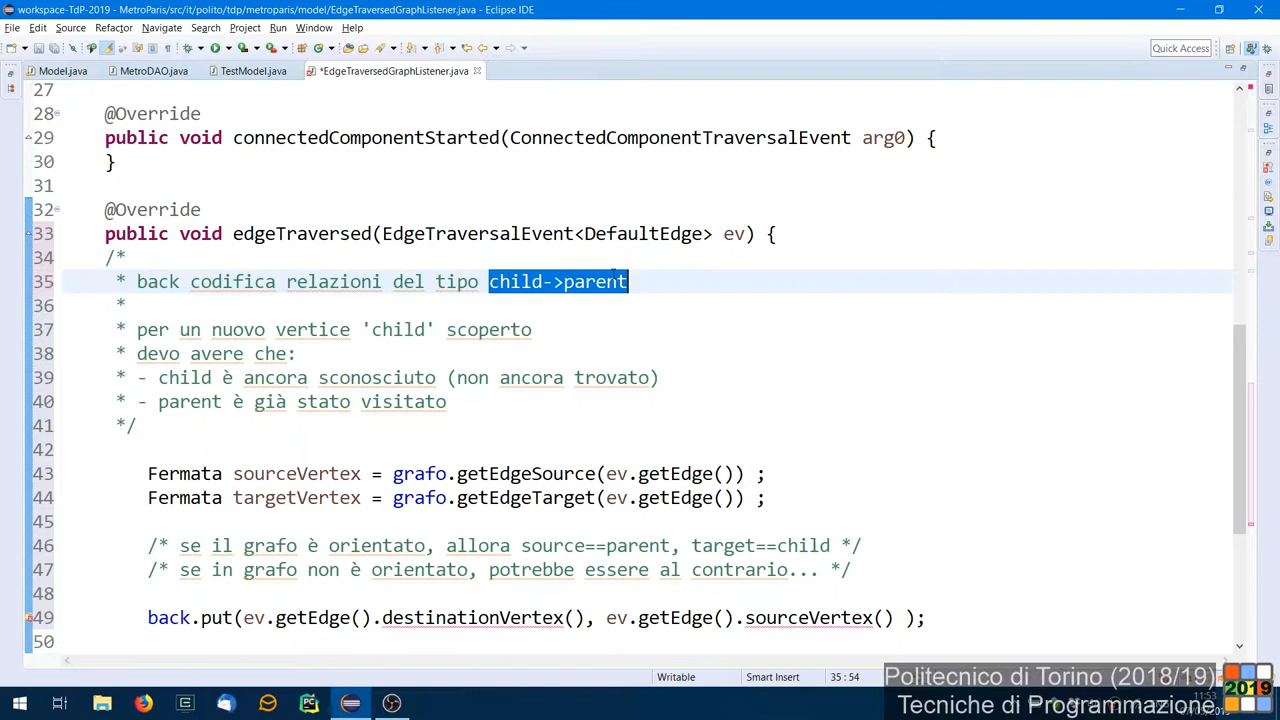 workspace-TdP-2019 - MetroParis/src/it/polito/tdp/metroparis/model/EdgeTraversedGraphListener.java - Eclipse IDE
File Edit Source Refactor Navigate Search Project Run Window Help
Quick Access
Model.java MetroDAO.java TestModel.java *EdgeTraversedGraphListener.java
27
28 @Override
29 public void connectedComponentStarted(ConnectedComponentTraversalEvent arg0) {
30 }
31
32 @Override
33 public void edgeTraversed(EdgeTraversalEvent<DefaultEdge> ev) {
34 /*
35 * back codifica relazioni del tipo child->parent
36 *
37 * per un nuovo vertice 'child' scoperto
38 * devo avere che:
39 * - child è ancora sconosciuto (non ancora trovato)
40 * - parent è già stato visitato
41 */
42
43 Fermata sourceVertex = grafo.getEdgeSource(ev.getEdge()) ;
44 Fermata targetVertex = grafo.getEdgeTarget(ev.getEdge()) ;
45
46 /* se il grafo è orientato, allora source==parent, target==child */
47 /* se in grafo non è orientato, potrebbe essere al contrario... */
48
49 back.put(ev.getEdge().destinationVertex(), ev.getEdge().sourceVertex() );
50
Writable Smart Insert 35 : 54
Politecnico di Torino (2018/19)
Tecniche di Programmazione
2019
11:53